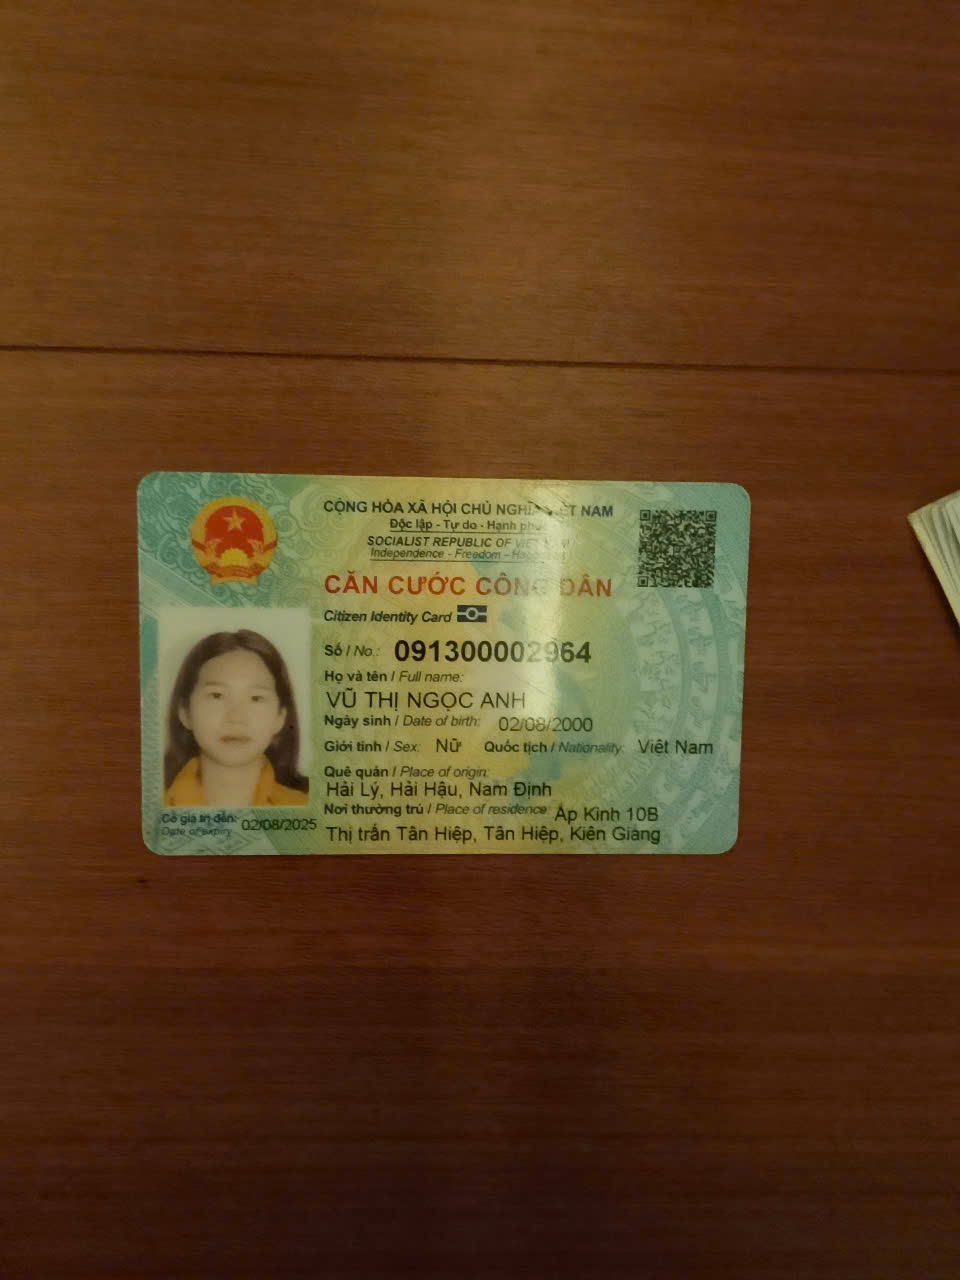 CỘNG HÒA XÃ HỘI CHỦ NGHĨA VIỆT NAM
Độc lập - Tự do - Hạnh phúc
SOCIALIST REPUBLIC OF VIET NAM
Independence - Freedom - Happiness
CĂN CƯỚC CÔNG DÂN
Citizen Identity Card
Số / No.: 091300002964
Họ và tên / Full name:
VŨ THỊ NGỌC ANH
Ngày sinh / Date of birth: 02/08/2000
Giới tính / Sex: Nữ Quốc tịch / Nationality: Việt Nam
Quê quán / Place of origin:
Hải Lý, Hải Hậu, Nam Định
Nơi thường trú / Place of residence: Ấp Kinh 10B
Thị trấn Tân Hiệp, Tân Hiệp, Kiên Giang
Có giá trị đến: 02/08/2025
Date of expiry